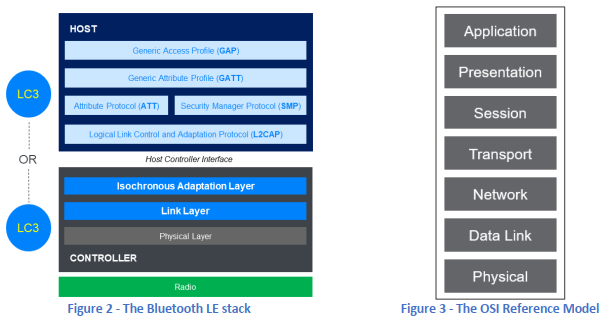 HOST
Generic Access Profile (GAP)
Generic Attribute Profile (GATT)
Attribute Protocol (ATT)
Security Manager Protocol (SMP)
Logical Link Control and Adaptation Protocol (L2CAP)
LC3
OR
LC3
Host Controller Interface
Isochronous Adaptation Layer
Link Layer
Physical Layer
CONTROLLER
Radio
Figure 2 - The Bluetooth LE stack
Application
Presentation
Session
Transport
Network
Data Link
Physical
Figure 3 - The OSI Reference Model